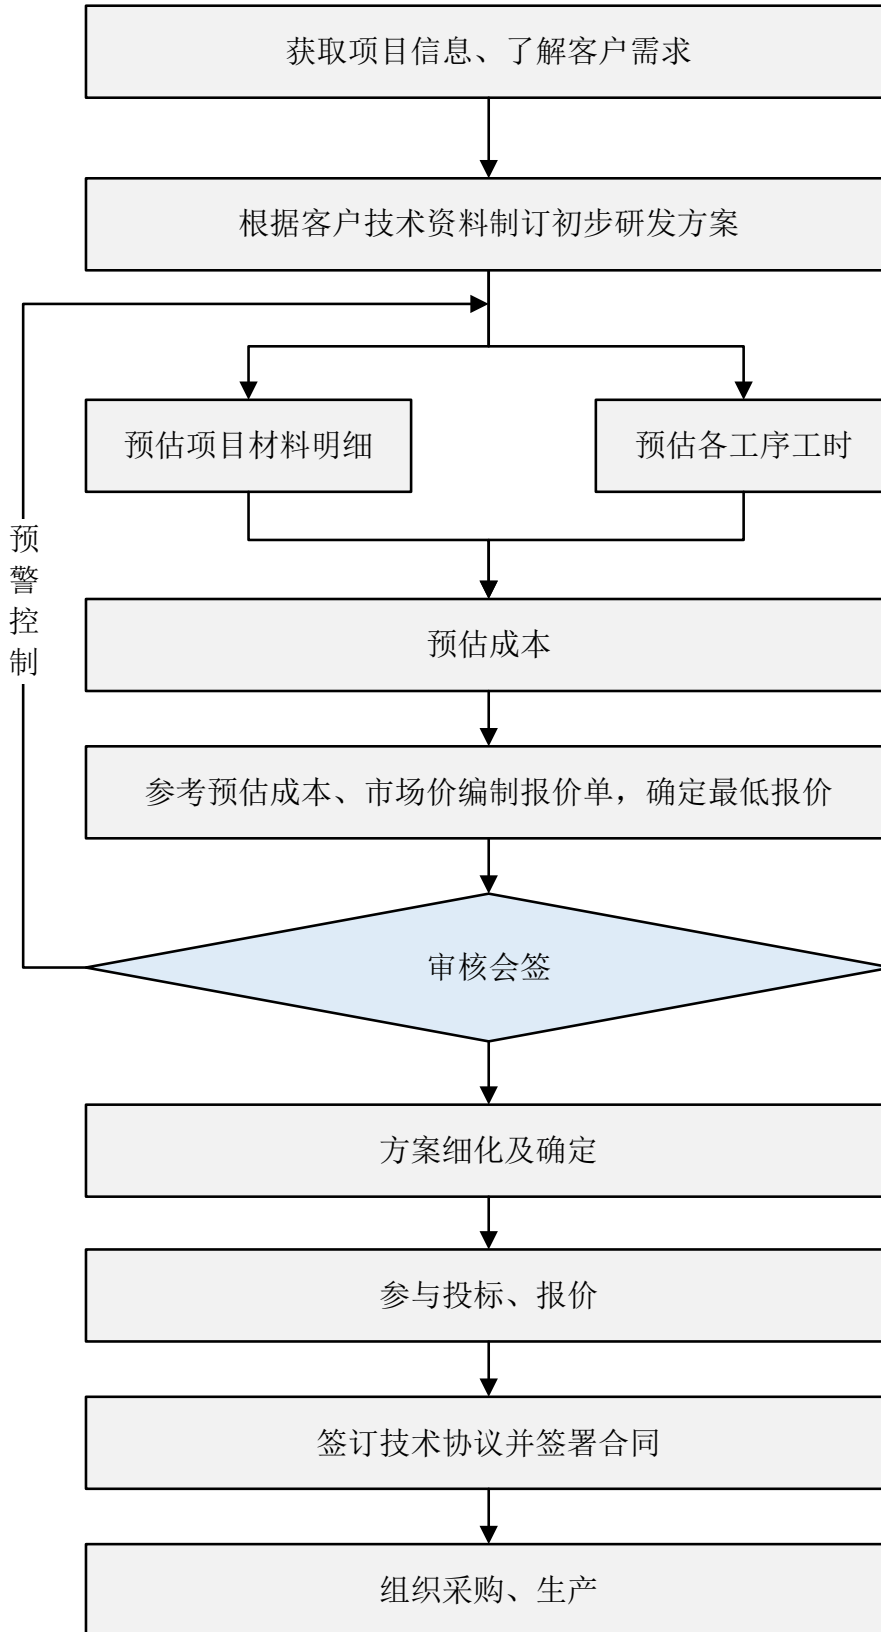 获取项目信息、了解客户需求
根据客户技术资料制订初步研发方案
预估项目材料明细
预估各工序工时
预警控制
预估成本
参考预估成本、市场价编制报价单，确定最低报价
审核会签
方案细化及确定
参与投标、报价
签订技术协议并签署合同
组织采购、生产